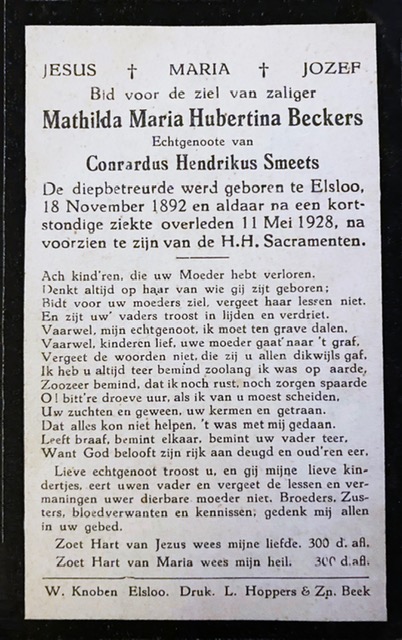 JESUS † MARIA † JOZEF
Bid voor de ziel van zaliger
Mathilda Maria Hubertina Beckers
Echtgenoote van
Conrardus Hendrikus Smeets
De diepbetreurde werd geboren te Elsloo,
18 November 1892 en aldaar na een kort-
stondige ziekte overleden 11 Mei 1928, na
voorzien te zijn van de H.H. Sacramenten.
Ach kind'ren, die uw Moeder hebt verloren.
Denkt altijd op haar van wie gij zijt geboren;
Bidt voor uw moeders ziel, vergeet haar lessen niet.
En zijt uw' vaders troost in lijden en verdriet.
Vaarwel, mijn echtgenoot, ik moet ten grave dalen.
Vaarwel, kinderen lief, uwe moeder gaat naar 't graf.
Vergeet de woorden niet, die zij u allen dikwijls gaf.
Ik heb u altijd teer bemind zoolang ik was op aarde,
Zoozeer bemind, dat ik noch rust, noch zorgen spaarde
O! bitt're droeve uur, als ik van u moest scheiden,
Uw zuchten en geween, uw kermen en getraan.
Dat alles kon niet helpen, 't was met mij gedaan.
Leeft braaf, bemint elkaar, bemint uw vader teer,
Want God belooft zijn rijk aan deugd en oud'ren eer.
Lieve echtgenoot troost u, en gij mijne lieve kin-
dertjes, eert uwen vader en vergeet de lessen en ver-
maningen uwer dierbare moeder niet. Broeders, Zus-
ters, bloedverwanten en kennissen, gedenk mij allen
in uw gebed.
Zoet Hart van Jezus wees mijne liefde. 300 d. afl.
Zoet Hart van Maria wees mijn heil. 300 d. afl.
W. Knoben Elsloo. Druk. L. Hoppers & Zn. Beek